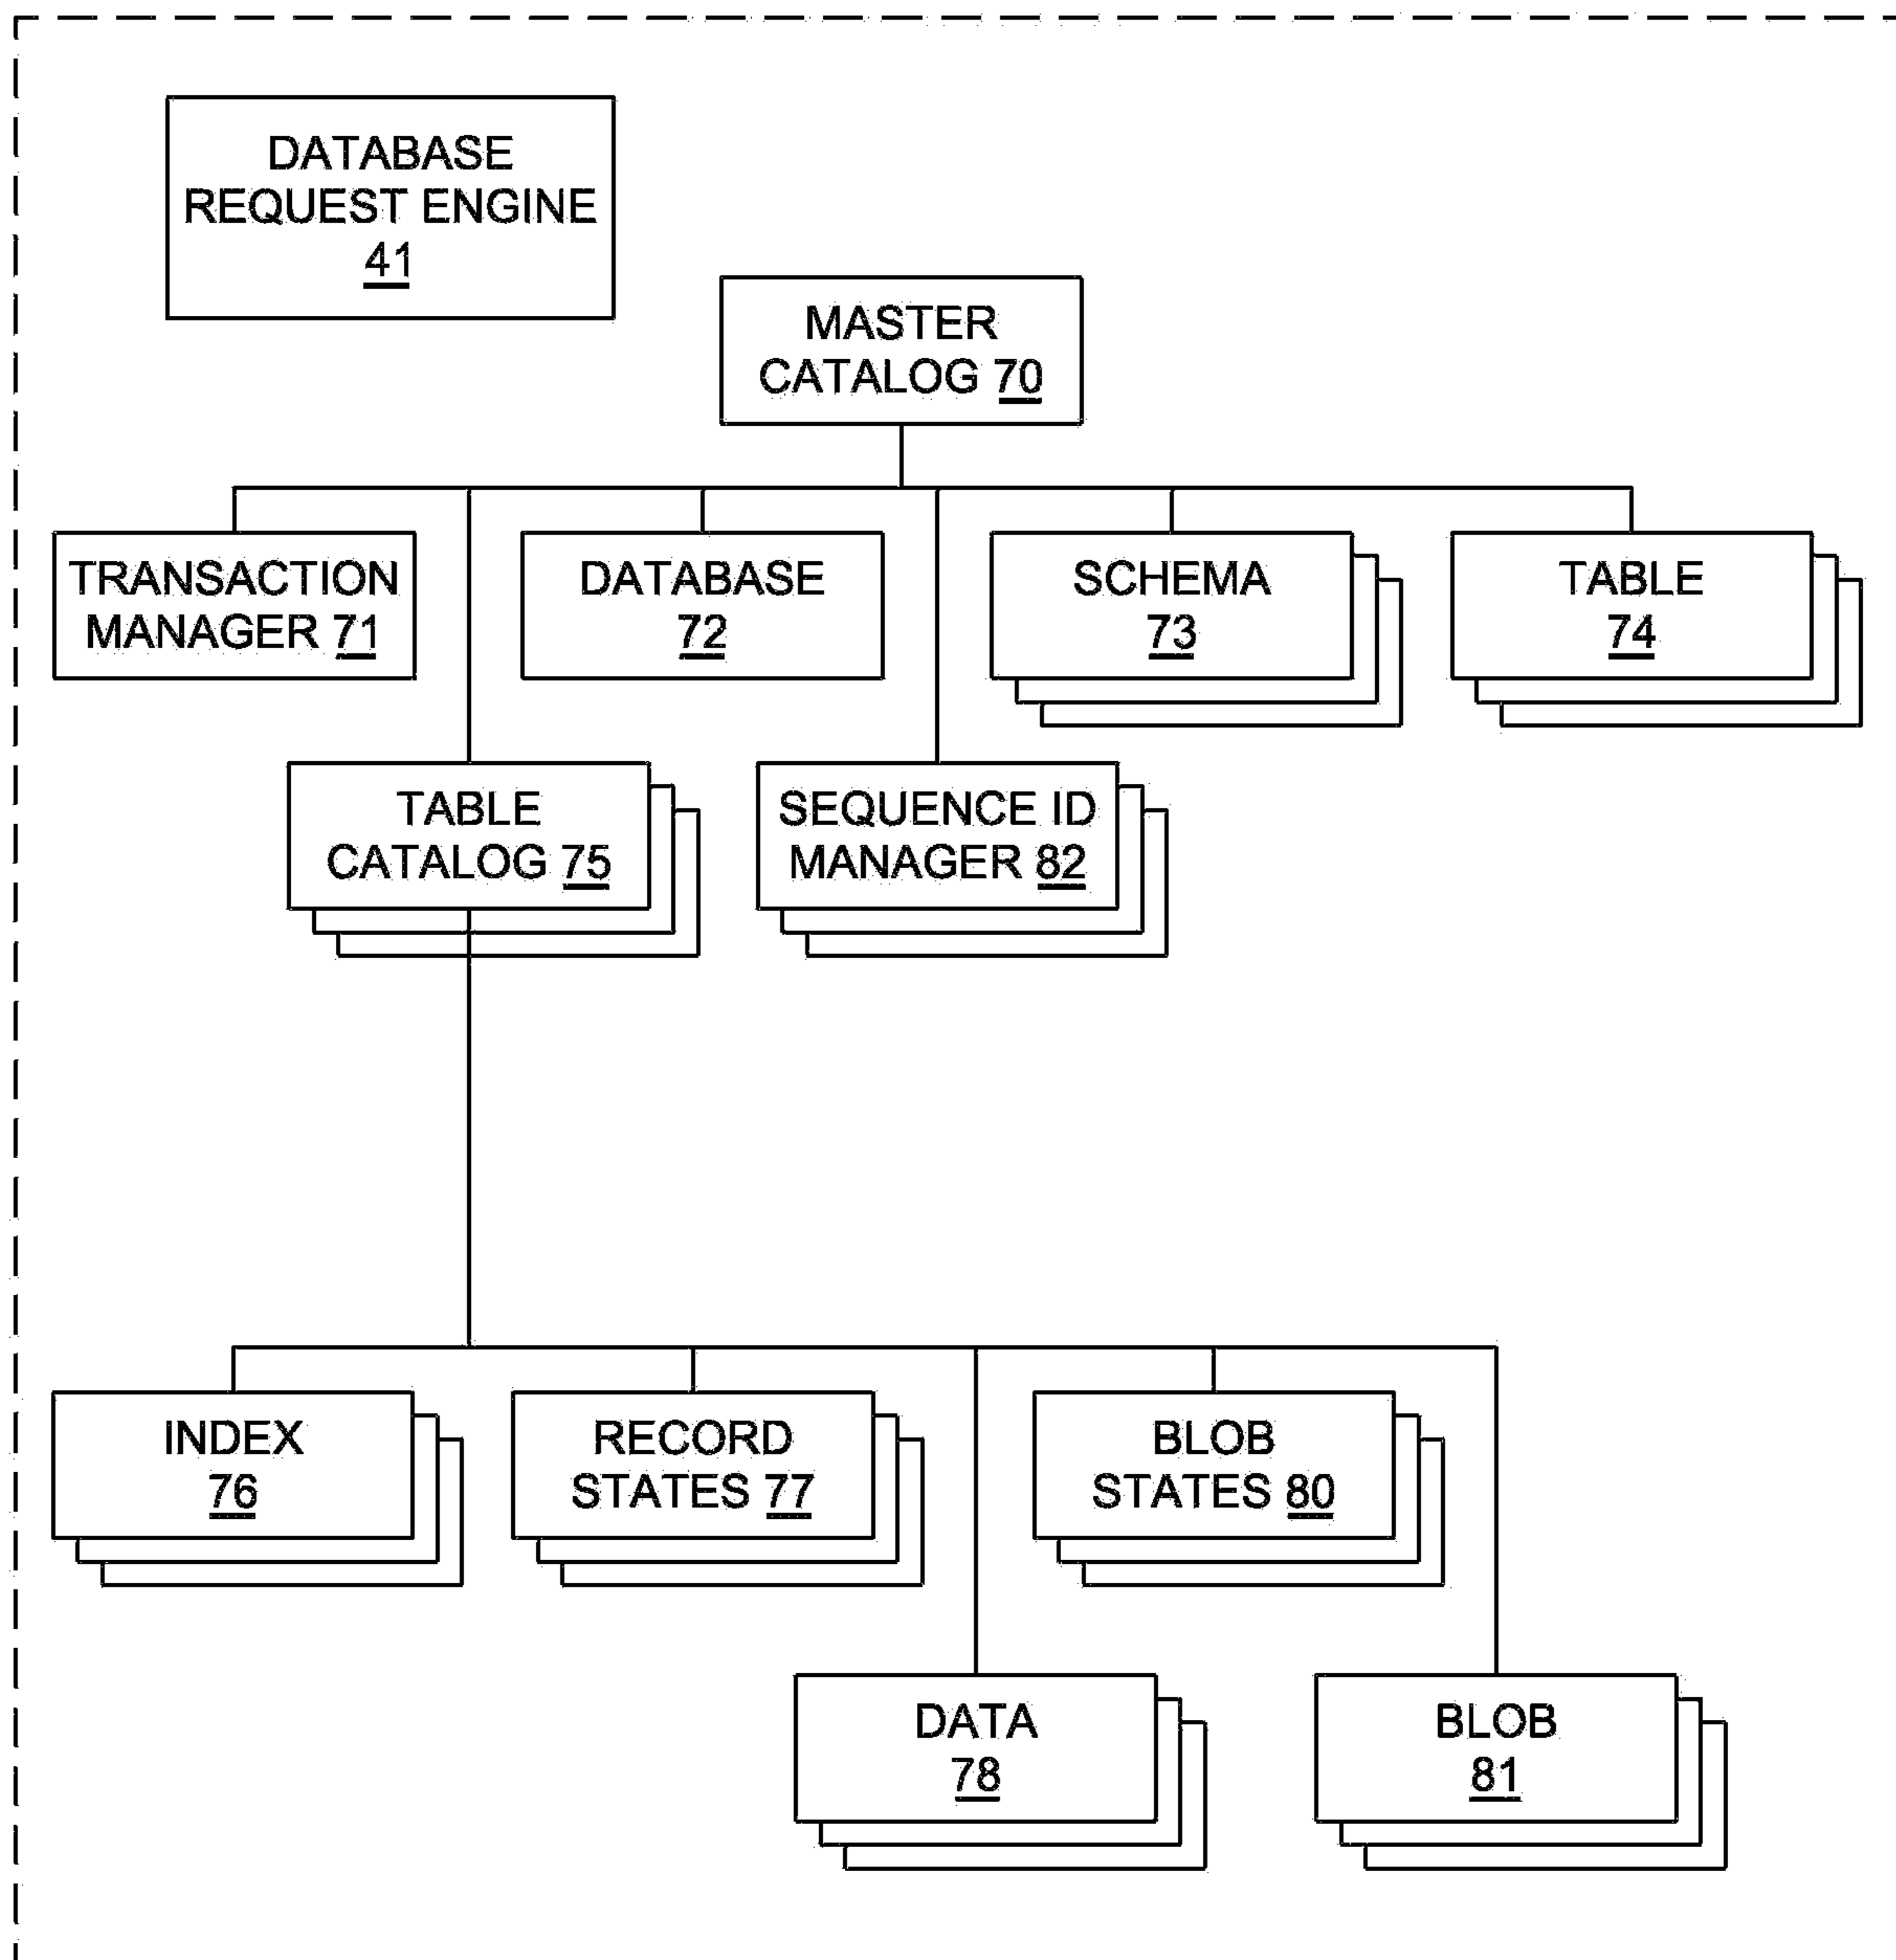 DATABASE
REQUEST ENGINE
41
MASTER
CATALOG 70
TRANSACTION
MANAGER 71
DATABASE
72
SCHEMA
73
TABLE
74
TABLE
CATALOG 75
SEQUENCE ID
MANAGER 82
INDEX
76
RECORD
STATES 77
BLOB
STATES 80
DATA
78
BLOB
81